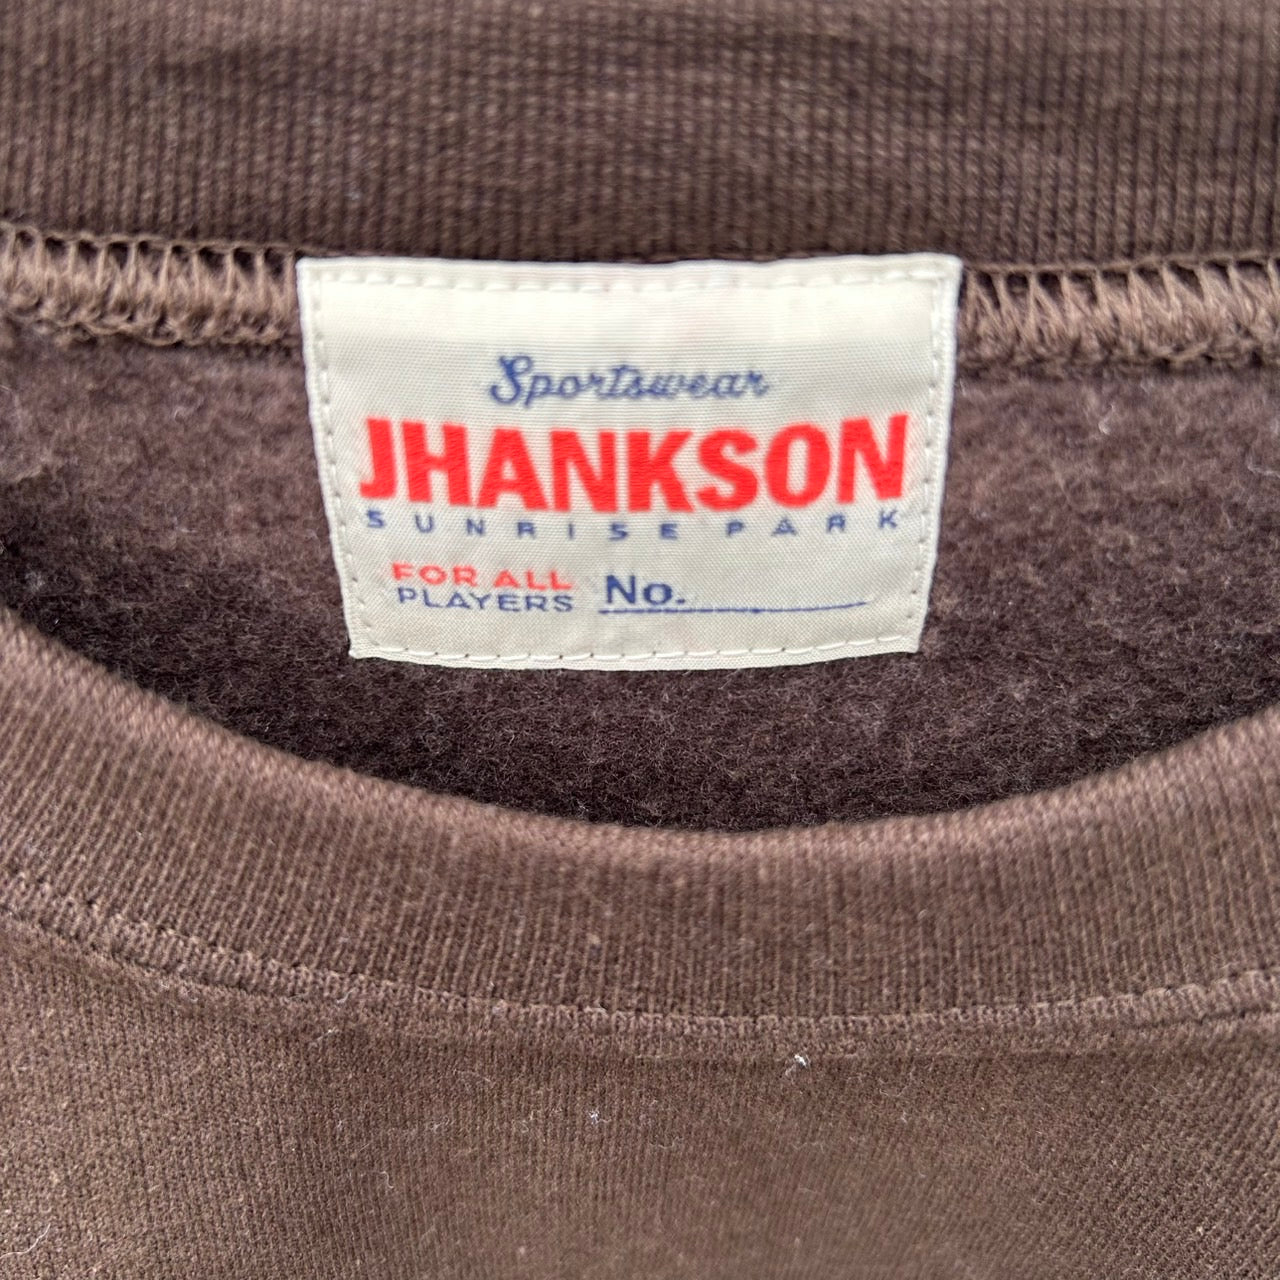 Sportswear
JHANKSON
SUNRISE PARK
FOR ALL
PLAYERS No.